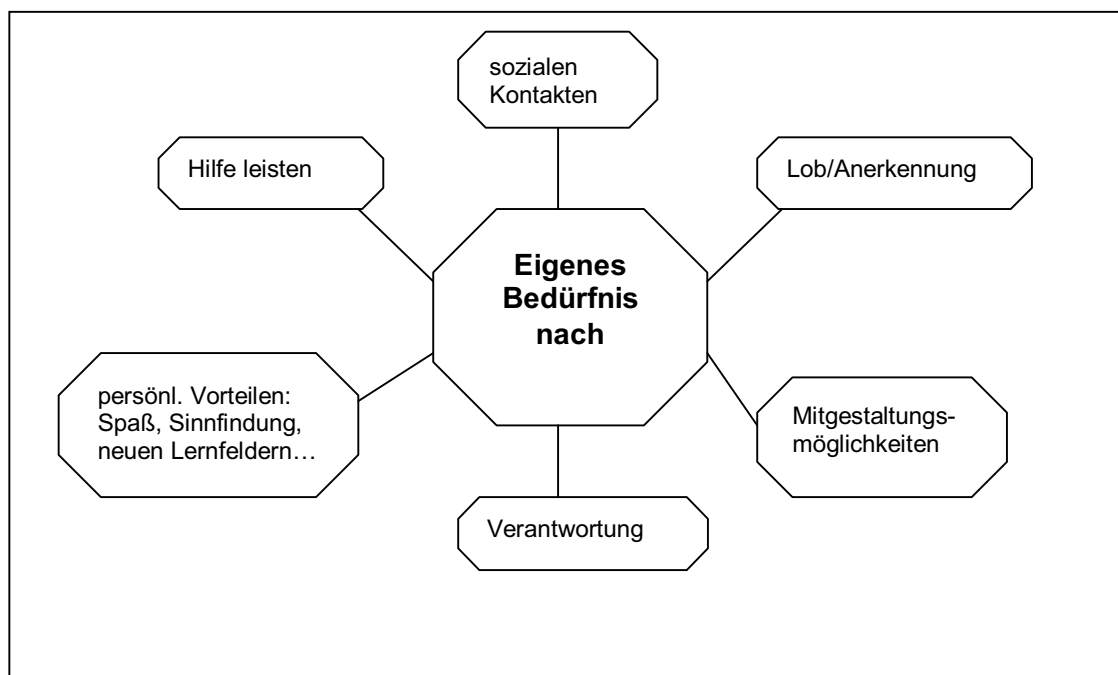 sozialen
Kontakten
Hilfe leisten
Lob/Anerkennung
Eigenes
Bedürfnis
nach
persönl. Vorteilen:
Spaß, Sinnfindung,
neuen Lernfeldern…
Mitgestaltungs-
möglichkeiten
Verantwortung